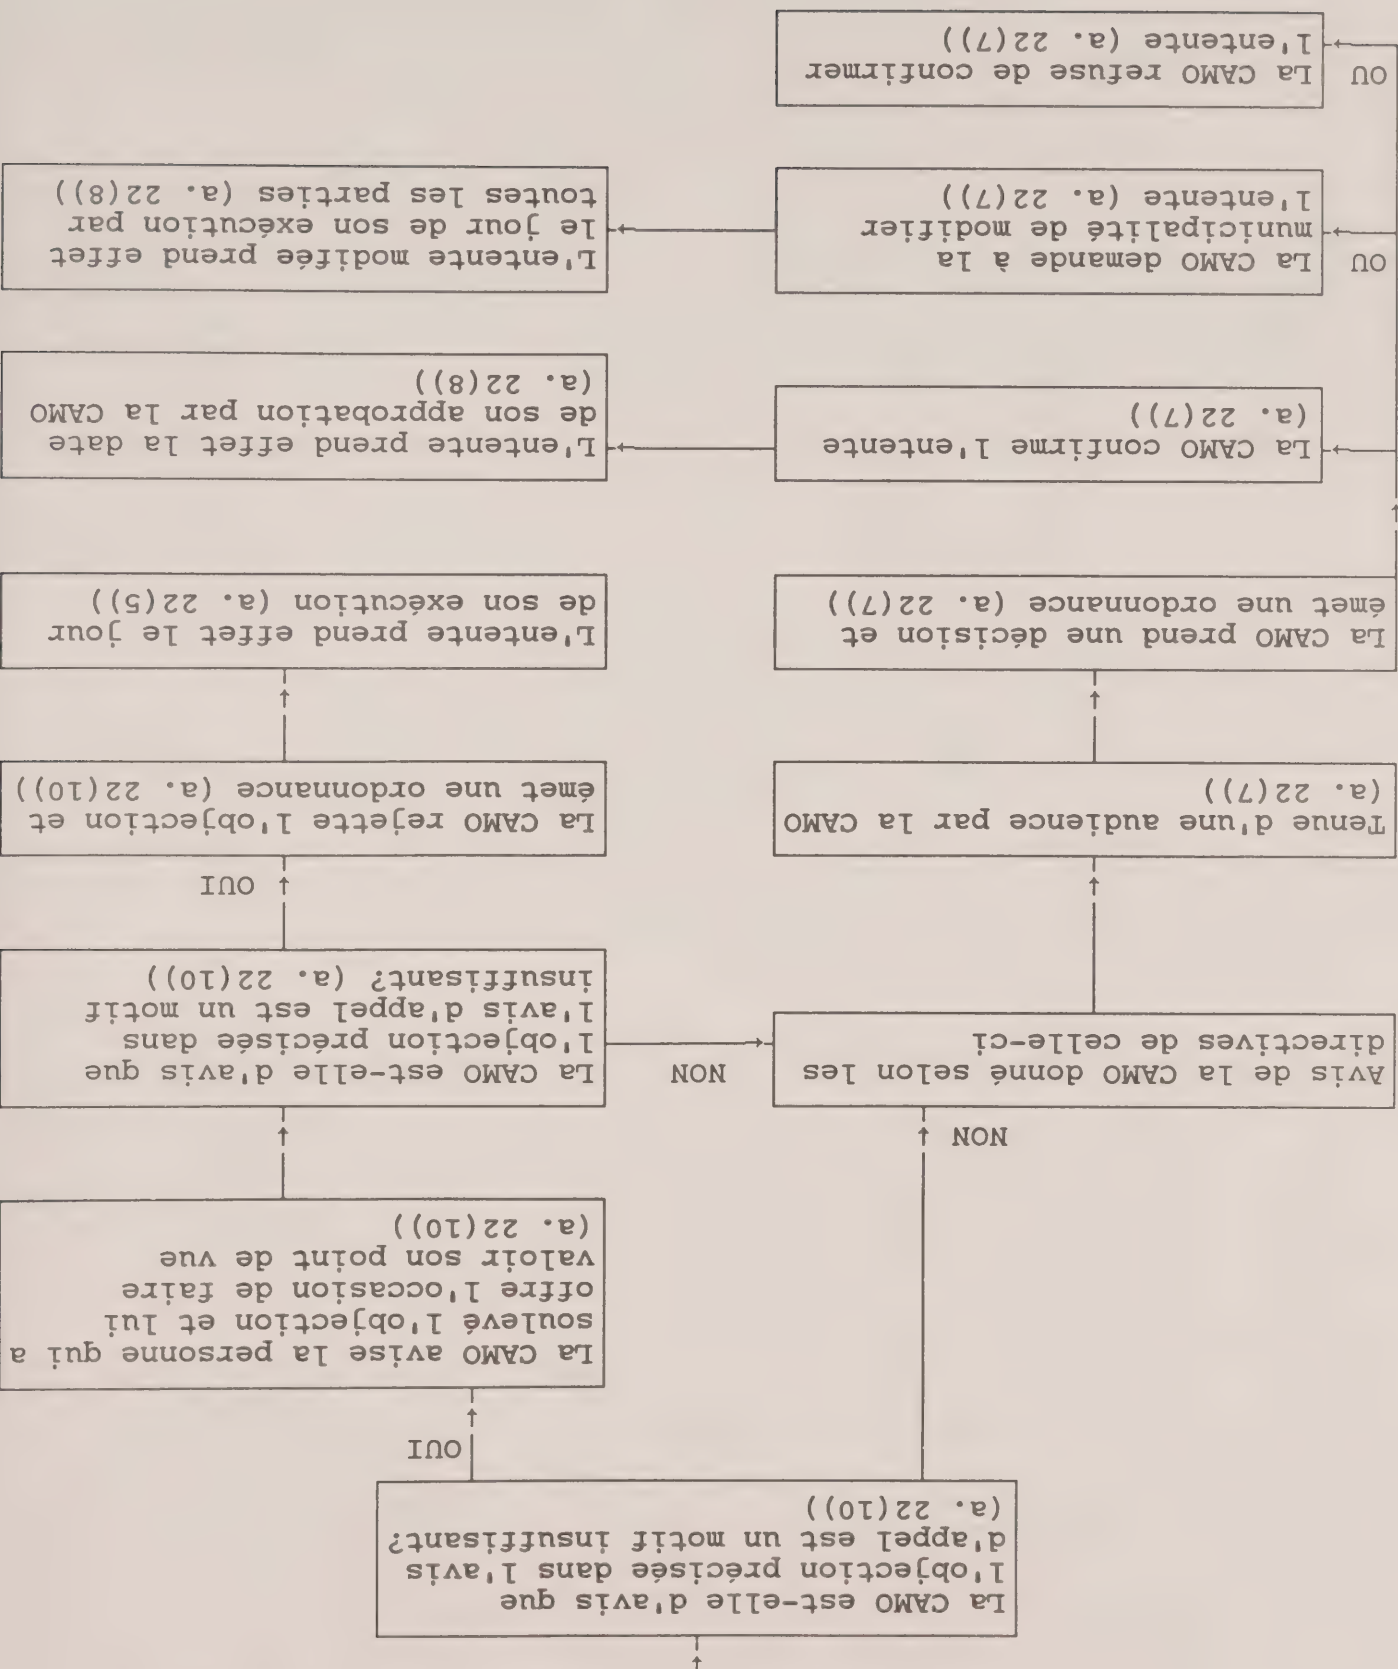 La CAMO est-elle d'avis que
l'objection précisée dans l'avis
d'appel est un motif insuffisant?
(a. 22(10))
OUI
NON
La CAMO avise la personne qui a
soulevé l'objection et lui
offre l'occasion de faire
valoir son point de vue
(a. 22(10))
Avis de la CAMO donné selon les
directives de celle-ci
NON
La CAMO est-elle d'avis que
l'objection précisée dans
l'avis d'appel est un motif
insuffisant? (a. 22(10))
OUI
Tenue d'une audience par la CAMO
(a. 22(7))
La CAMO rejette l'objection et
émet une ordonnance (a. 22(10))
La CAMO prend une décision et
émet une ordonnance (a. 22(7))
L'entente prend effet le jour
de son exécution (a. 22(5))
La CAMO confirme l'entente
(a. 22(7))
L'entente prend effet la date
de son approbation par la CAMO
(a. 22(8))
OU
La CAMO demande à la
municipalité de modifier
l'entente (a. 22(7))
L'entente modifée prend effet
le jour de son exécution par
toutes les parties (a. 22(8))
OU
La CAMO refuse de confirmer
l'entente (a. 22(7))